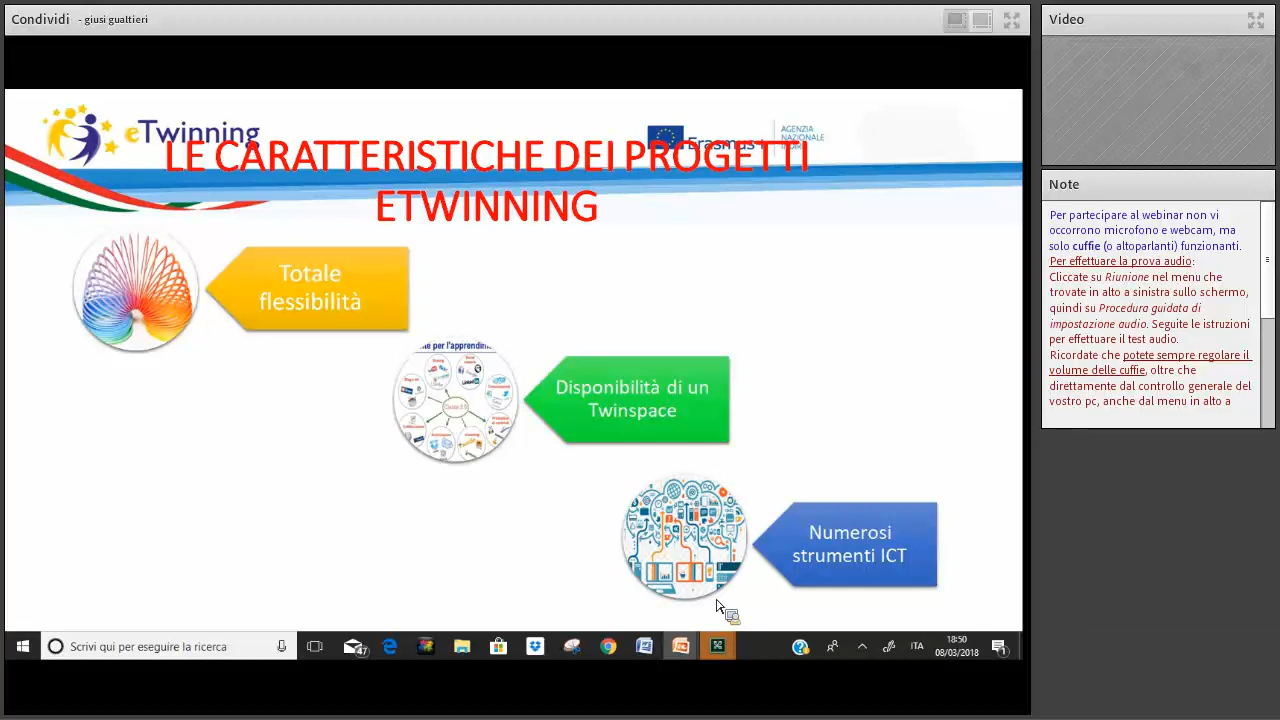 Condividi - giusi gualtieri
eTwinning
Erasmus+
AGENZIA
NAZIONALE
INDIRE
LE CARATTERISTICHE DEI PROGETTI
ETWINNING
Totale
flessibilità
Disponibilità di un
Twinspace
Numerosi
strumenti ICT
Scrivi qui per eseguire la ricerca
47
ITA
18:50
08/03/2018
1
Video
Note
Per partecipare al webinar non vi
occorrono microfono e webcam, ma
solo cuffie (o altoparlanti) funzionanti.
Per effettuare la prova audio:
Cliccate su Riunione nel menu che
trovate in alto a sinistra sullo schermo,
quindi su Procedura guidata di
impostazione audio. Seguite le istruzioni
per effettuare il test audio.
Ricordate che potete sempre regolare il
volume delle cuffie, oltre che
direttamente dal controllo generale del
vostro pc, anche dal menu in alto a